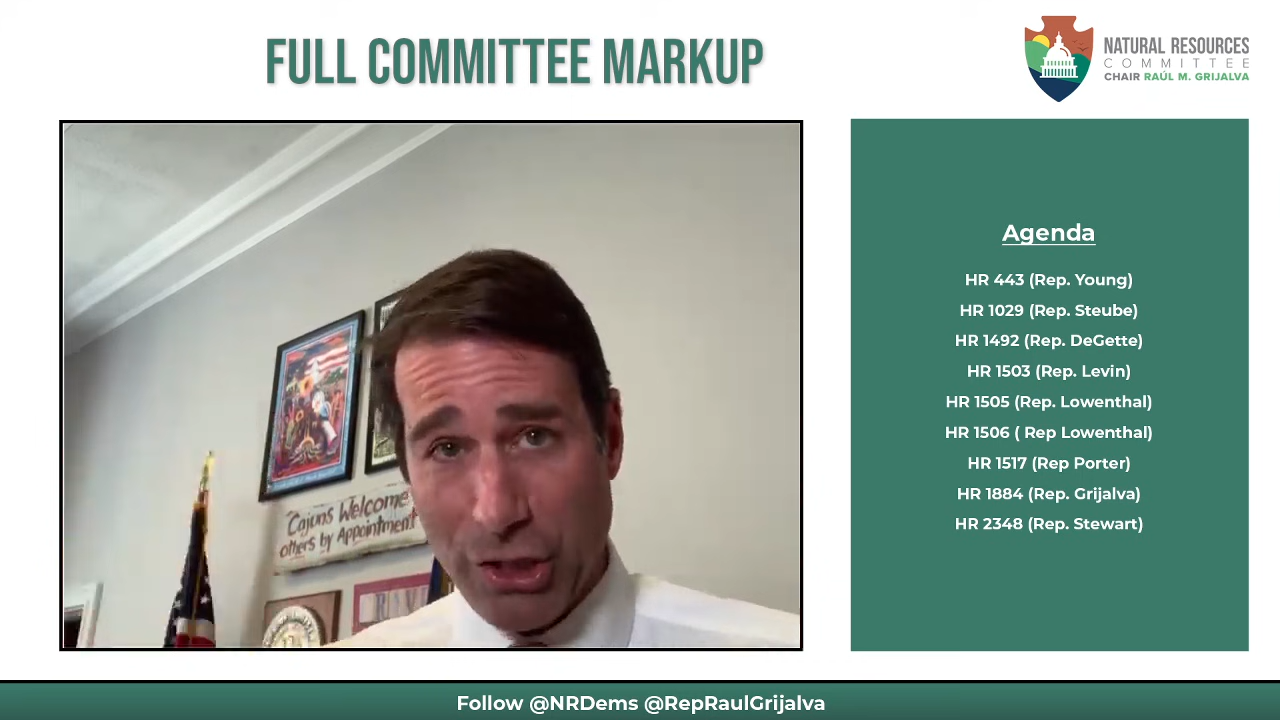 FULL COMMITTEE MARKUP
NATURAL RESOURCES
COMMITTEE
CHAIR RAÚL M. GRIJALVA
Cajuns Welcome
others by Appointment
Agenda
HR 443 (Rep. Young)
HR 1029 (Rep. Steube)
HR 1492 (Rep. DeGette)
HR 1503 (Rep. Levin)
HR 1505 (Rep. Lowenthal)
HR 1506 ( Rep Lowenthal)
HR 1517 (Rep Porter)
HR 1884 (Rep. Grijalva)
HR 2348 (Rep. Stewart)
Follow @NRDems @RepRaulGrijalva